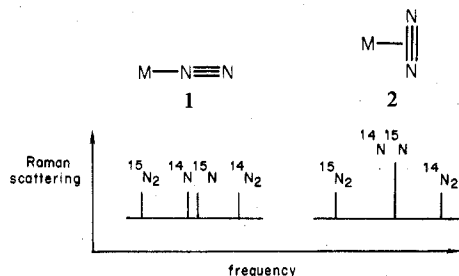 M—N≡N
1
N
M—|||
N
2
Raman
scattering
15N2
14N 15N
14N2
15N2
14N 15N
14N2
frequency